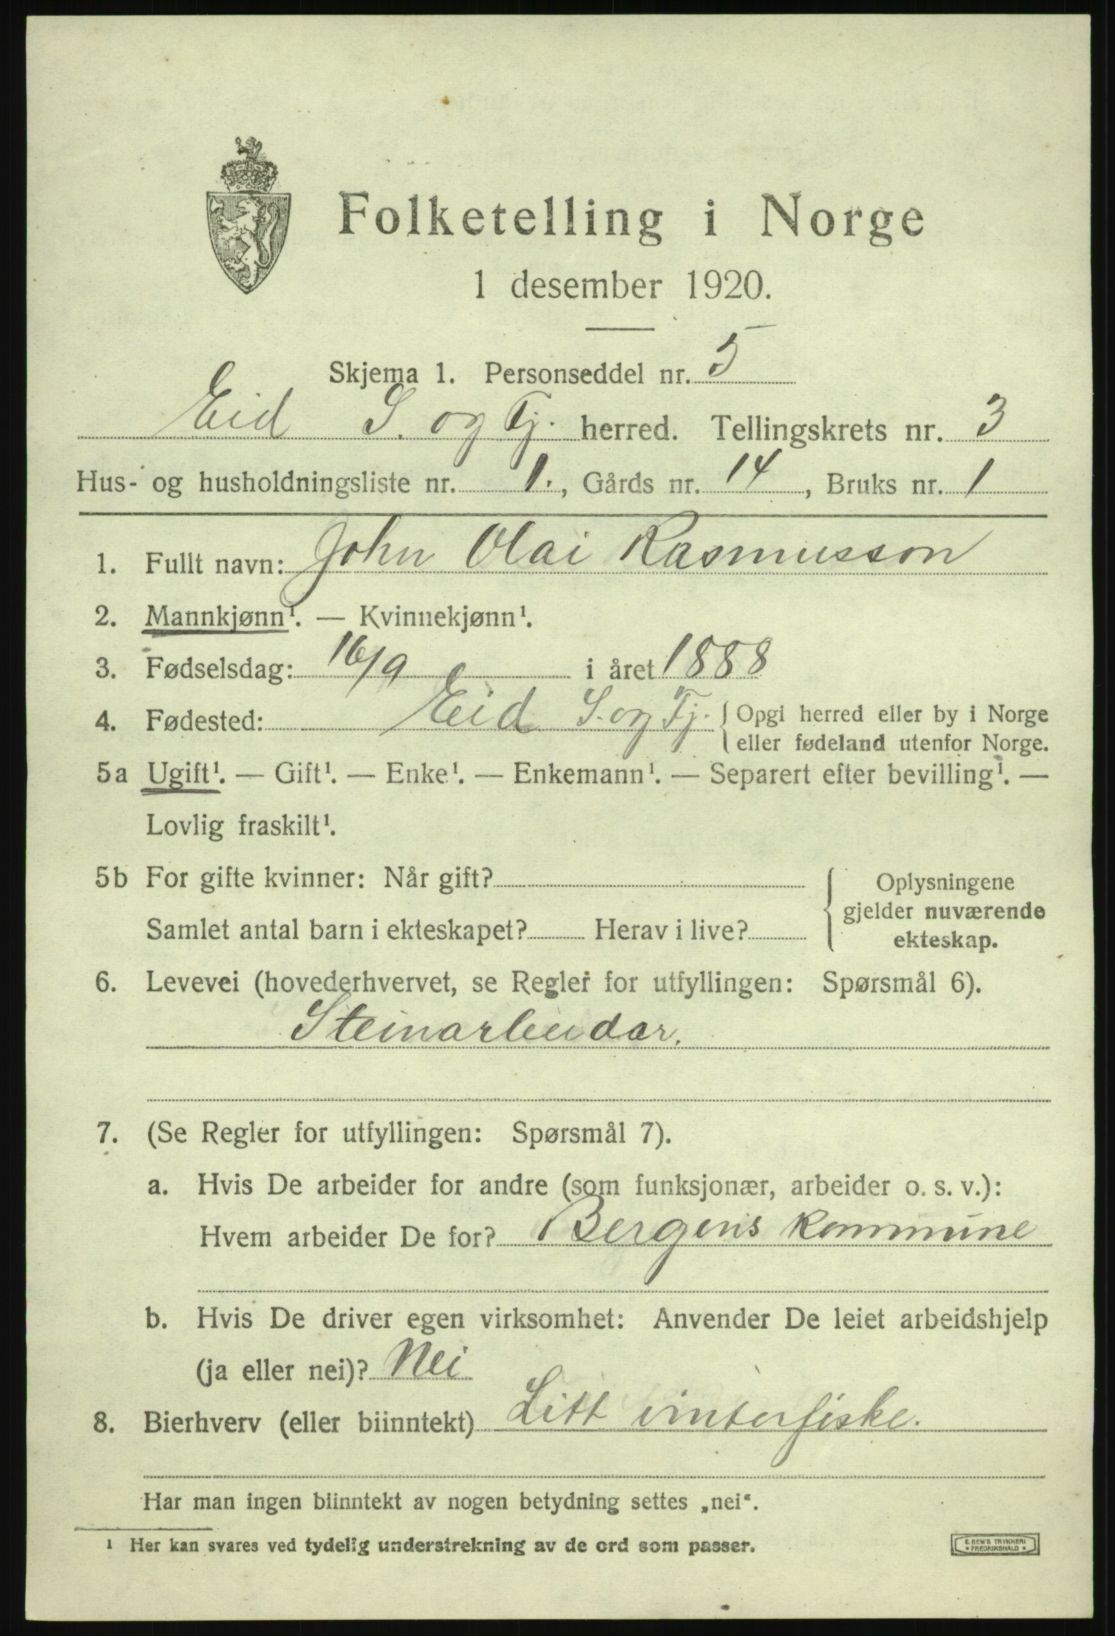 Folketelling i Norge
1 desember 1920.
Skjema 1. Personseddel nr. 5
Eid S. og Fj. herred. Tellingskrets nr. 3
Hus- og husholdningsliste nr. 1., Gårds nr. 14, Bruks nr. 1
1. Fullt navn: John Olai Rasmusson
2. Mannkjønn¹. — Kvinnekjønn¹.
3. Fødselsdag: 16/9 i året 1888
4. Fødested: Eid S. og Fj. { Opgi herred eller by i Norge
eller fødeland utenfor Norge.
5a Ugift¹. — Gift¹. — Enke¹. — Enkemann¹. — Separert efter bevilling¹. —
Lovlig fraskilt¹.
5b For gifte kvinner: Når gift?
Samlet antal barn i ekteskapet? Herav i live?
Oplysningene
gjelder nuværende
ekteskap.
6. Levevei (hovederhvervet, se Regler for utfyllingen: Spørsmål 6).
Steinarbeidar.
7. (Se Regler for utfyllingen: Spørsmål 7).
a. Hvis De arbeider for andre (som funksjonær, arbeider o. s. v.):
Hvem arbeider De for? Bergens kommune
b. Hvis De driver egen virksomhet: Anvender De leiet arbeidshjelp
(ja eller nei)? Nei
8. Bierhverv (eller biinntekt) Litt vinterfiske.
Har man ingen biinntekt av nogen betydning settes „nei“.
¹ Her kan svares ved tydelig understrekning av de ord som passer.
E. SEM'S TRYKKERI
• FREDRIKSHALD •